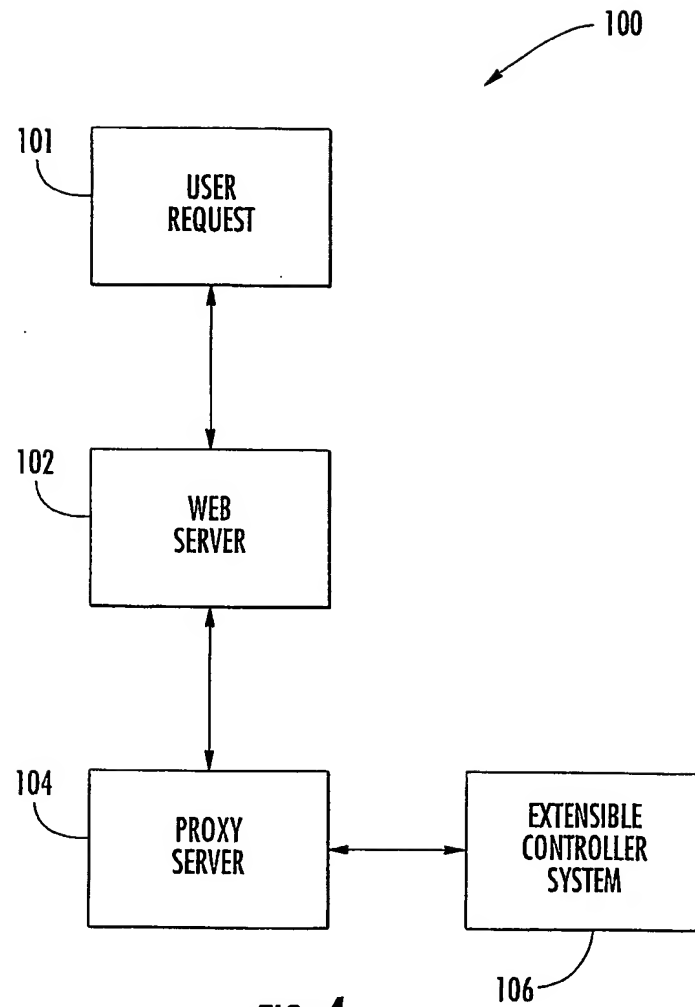 100
101
USER
REQUEST
102
WEB
SERVER
104
PROXY
SERVER
EXTENSIBLE
CONTROLLER
SYSTEM
106